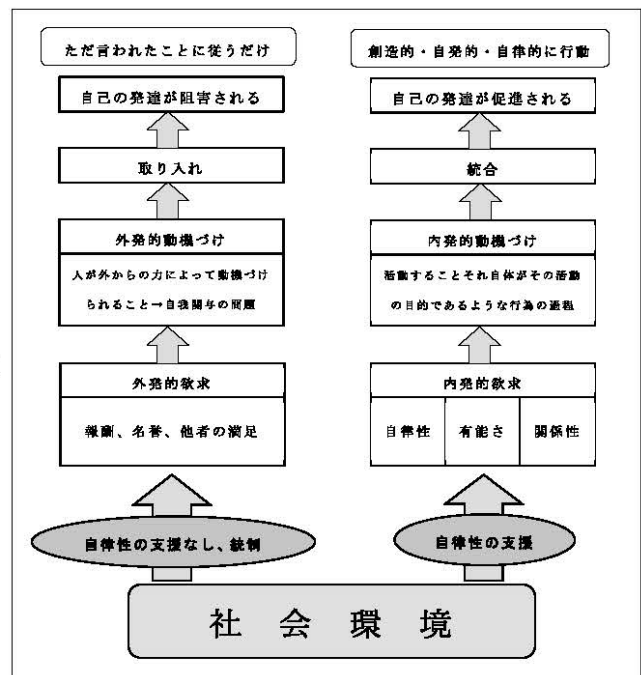 ただ言われたことに従うだけ
自己の発達が阻害される
取り入れ
外発的動機づけ
人が外からの力によって動機づけ
られること→自我関与の問題
外発的欲求
報酬、名誉、他者の満足
自律性の支援なし、統制
創造的・自発的・自律的に行動
自己の発達が促進される
統合
内発的動機づけ
活動することそれ自体がその活動
の目的であるような行為の過程
内発的欲求
自律性 有能さ 関係性
自律性の支援
社会環境